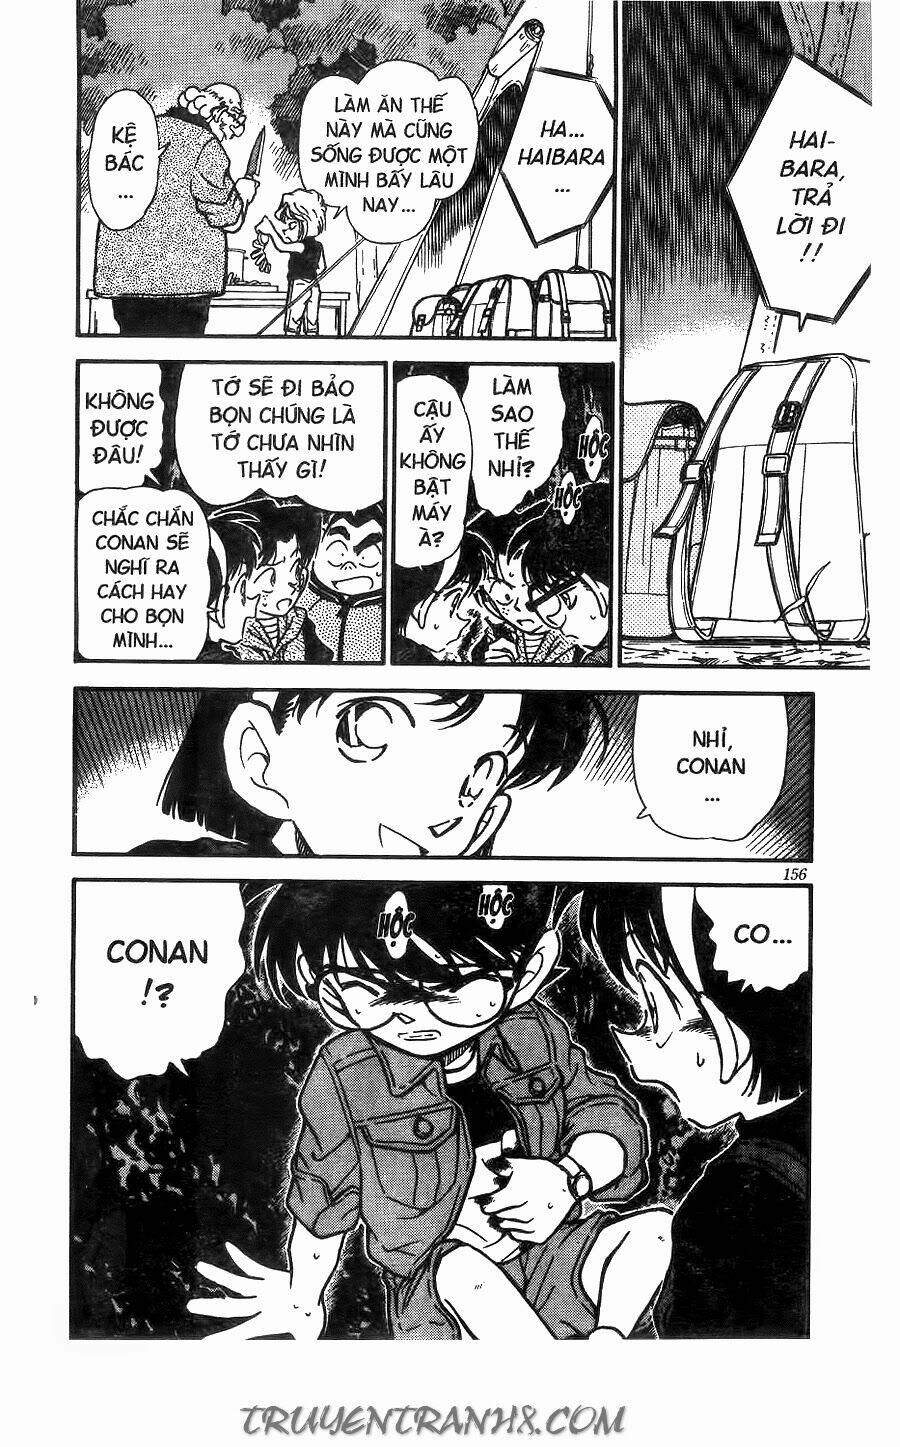 HAI-
BARA,
TRẢ
LỜI ĐI
!!
HA...
HAIBARA
...
LÀM ĂN THẾ
NÀY MÀ CŨNG
SỐNG ĐƯỢC MỘT
MÌNH BẤY LÂU
NAY...
KỆ
BÁC
...
LÀM
SAO
THẾ
NHỈ?
HỘC
HỘC
CẬU
ẤY
KHÔNG
BẬT
MÁY
À?
TỚ SẼ ĐI BẢO
BỌN CHÚNG LÀ
TỚ CHƯA NHÌN
THẤY GÌ!
KHÔNG
ĐƯỢC
ĐÂU!
CHẮC CHẮN
CONAN SẼ
NGHĨ RA
CÁCH HAY
CHO BỌN
MÌNH...
NHỈ,
CONAN
...
156
CO...
HỘC
HỘC
CONAN
!?
TRUYENTRANH8.COM